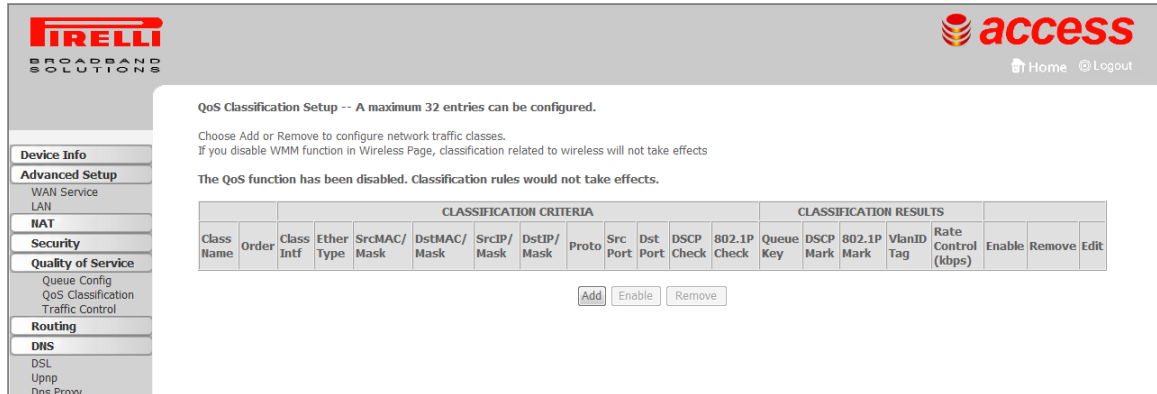 PIRELLI
BROADBAND
SOLUTIONS
access
Home Logout
QoS Classification Setup -- A maximum 32 entries can be configured.
Choose Add or Remove to configure network traffic classes.
If you disable WMM function in Wireless Page, classification related to wireless will not take effects
The QoS function has been disabled. Classification rules would not take effects.
CLASSIFICATION CRITERIA CLASSIFICATION RESULTS
Class Name Order Class Intf Ether Type SrcMAC/ Mask DstMAC/ Mask SrcIP/ Mask DstIP/ Mask Proto Src Port Dst Port DSCP Check 802.1P Check Queue Key DSCP Mark 802.1P Mark VlanID Tag Rate Control (kbps) Enable Remove Edit
Add Enable Remove
Device Info
Advanced Setup
WAN Service
LAN
NAT
Security
Quality of Service
Queue Config
QoS Classification
Traffic Control
Routing
DNS
DSL
Upnp
Dns Proxy